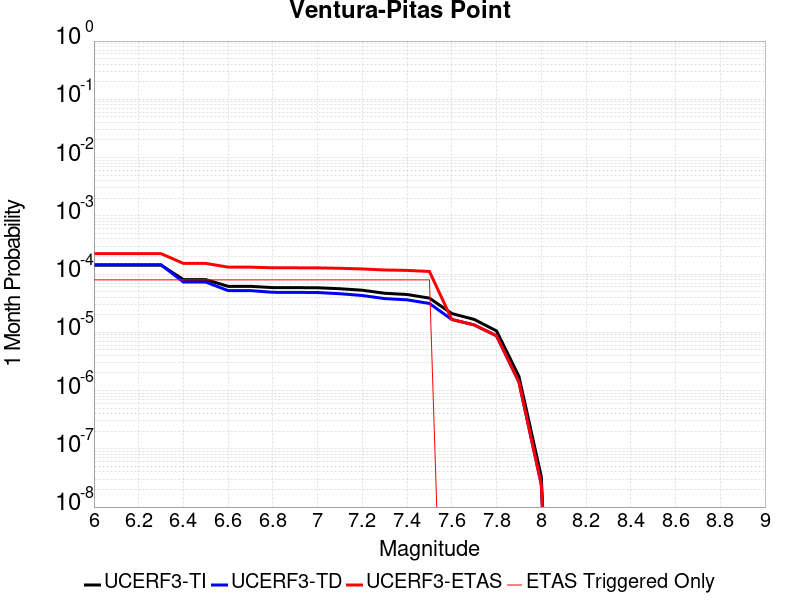 Ventura-Pitas Point
1 Month Probability
10^0
10^-1
10^-2
10^-3
10^-4
10^-5
10^-6
10^-7
10^-8
6 6.2 6.4 6.6 6.8 7 7.2 7.4 7.6 7.8 8 8.2 8.4 8.6 8.8 9
Magnitude
UCERF3-TI UCERF3-TD UCERF3-ETAS ETAS Triggered Only